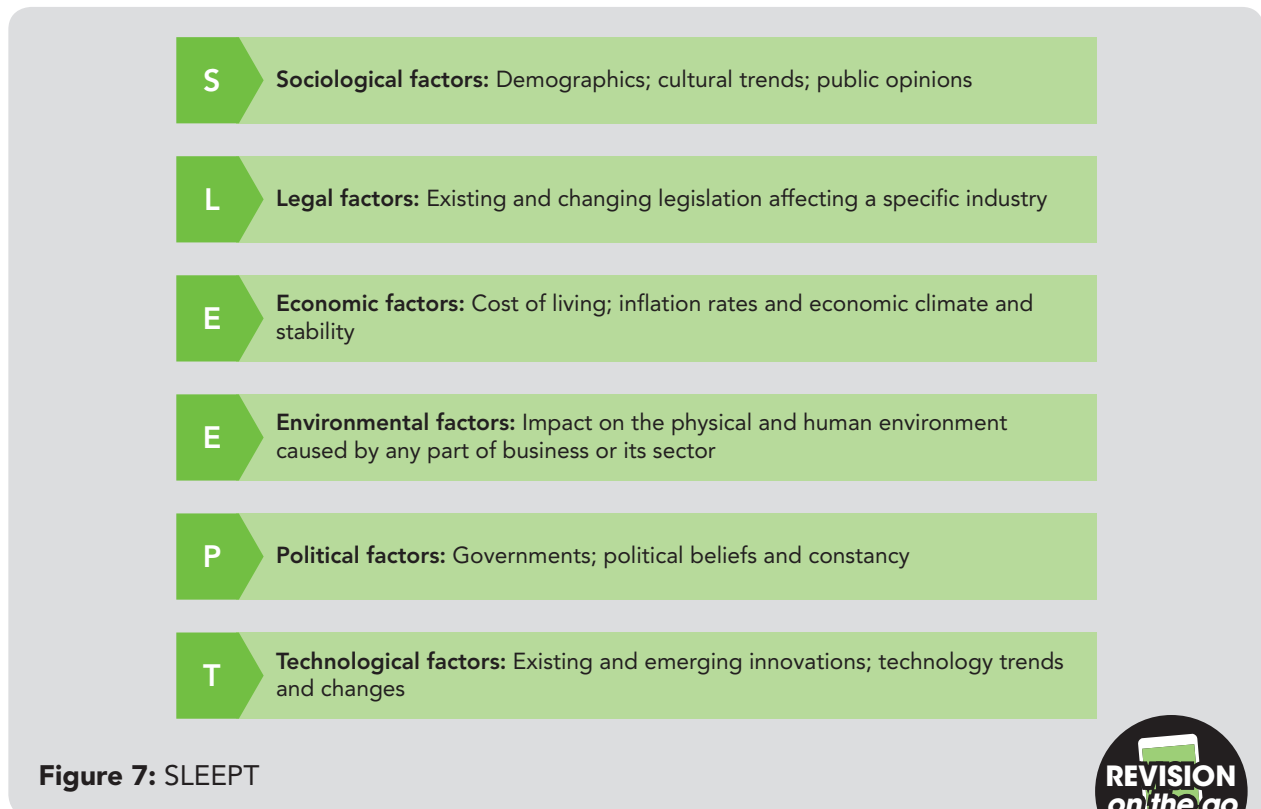 S
Sociological factors: Demographics; cultural trends; public opinions
L
Legal factors: Existing and changing legislation affecting a specific industry
E
Economic factors: Cost of living; inflation rates and economic climate and
stability
E
Environmental factors: Impact on the physical and human environment
caused by any part of business or its sector
P
Political factors: Governments; political beliefs and constancy
T
Technological factors: Existing and emerging innovations; technology trends
and changes
Figure 7: SLEEPT
REVISION
on the go